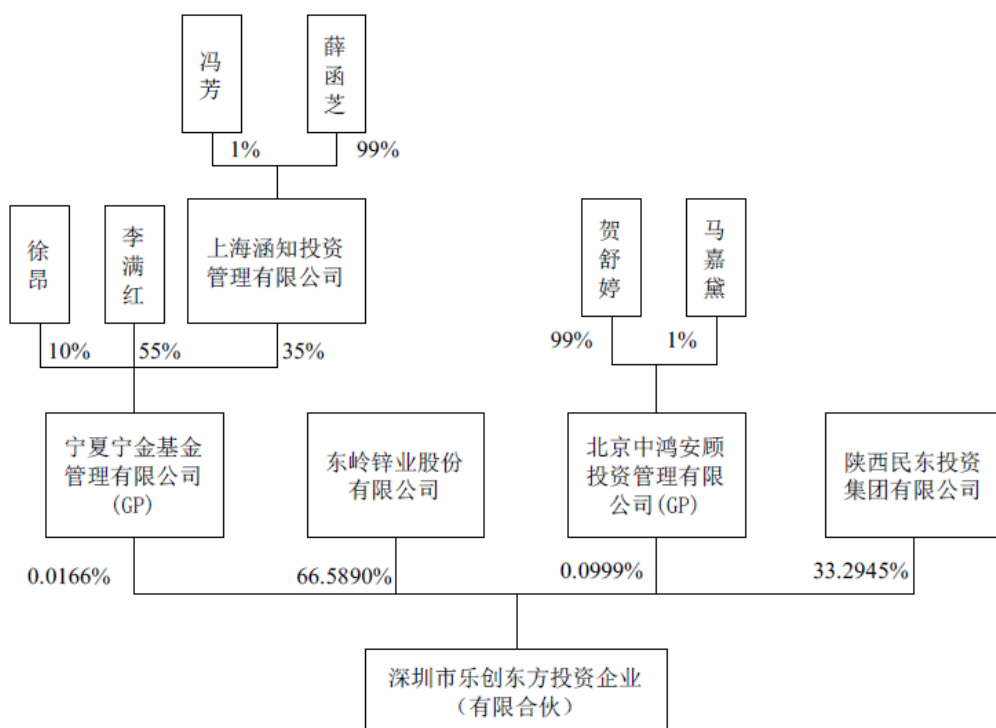 冯芳
薛函芝
1%
99%
徐昂
李满红
上海涵知投资
管理有限公司
贺舒婷
马嘉黛
10%
55%
35%
99%
1%
宁夏宁金基金
管理有限公司
(GP)
东岭锌业股份
有限公司
北京中鸿安顾
投资管理有限
公司(GP)
陕西民东投资
集团有限公司
0.0166%
66.5890%
0.0999%
33.2945%
深圳市乐创东方投资企业
（有限合伙）